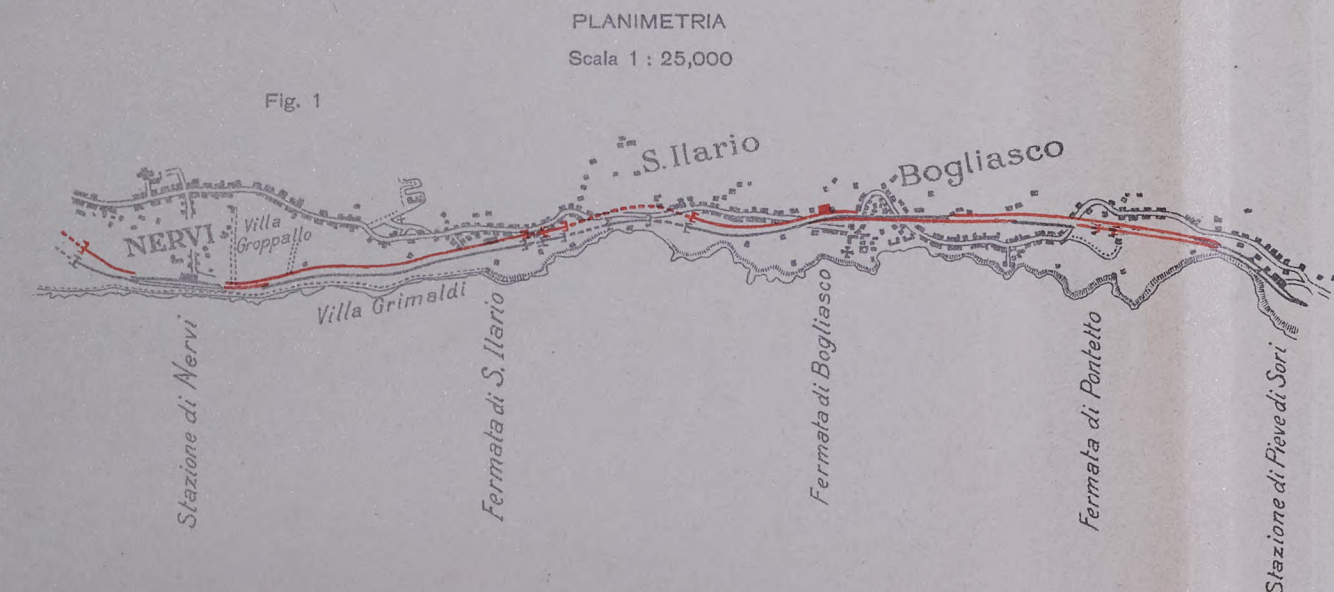 PLANIMETRIA
Scala 1 : 25,000
Fig. 1
S. Ilario
Bogliasco
NERVI
Villa
Groppallo
Villa Grimaldi
Stazione di Nervi
Fermata di S. Ilario
Fermata di Bogliasco
Fermata di Pontetto
Stazione di Pieve di Sori